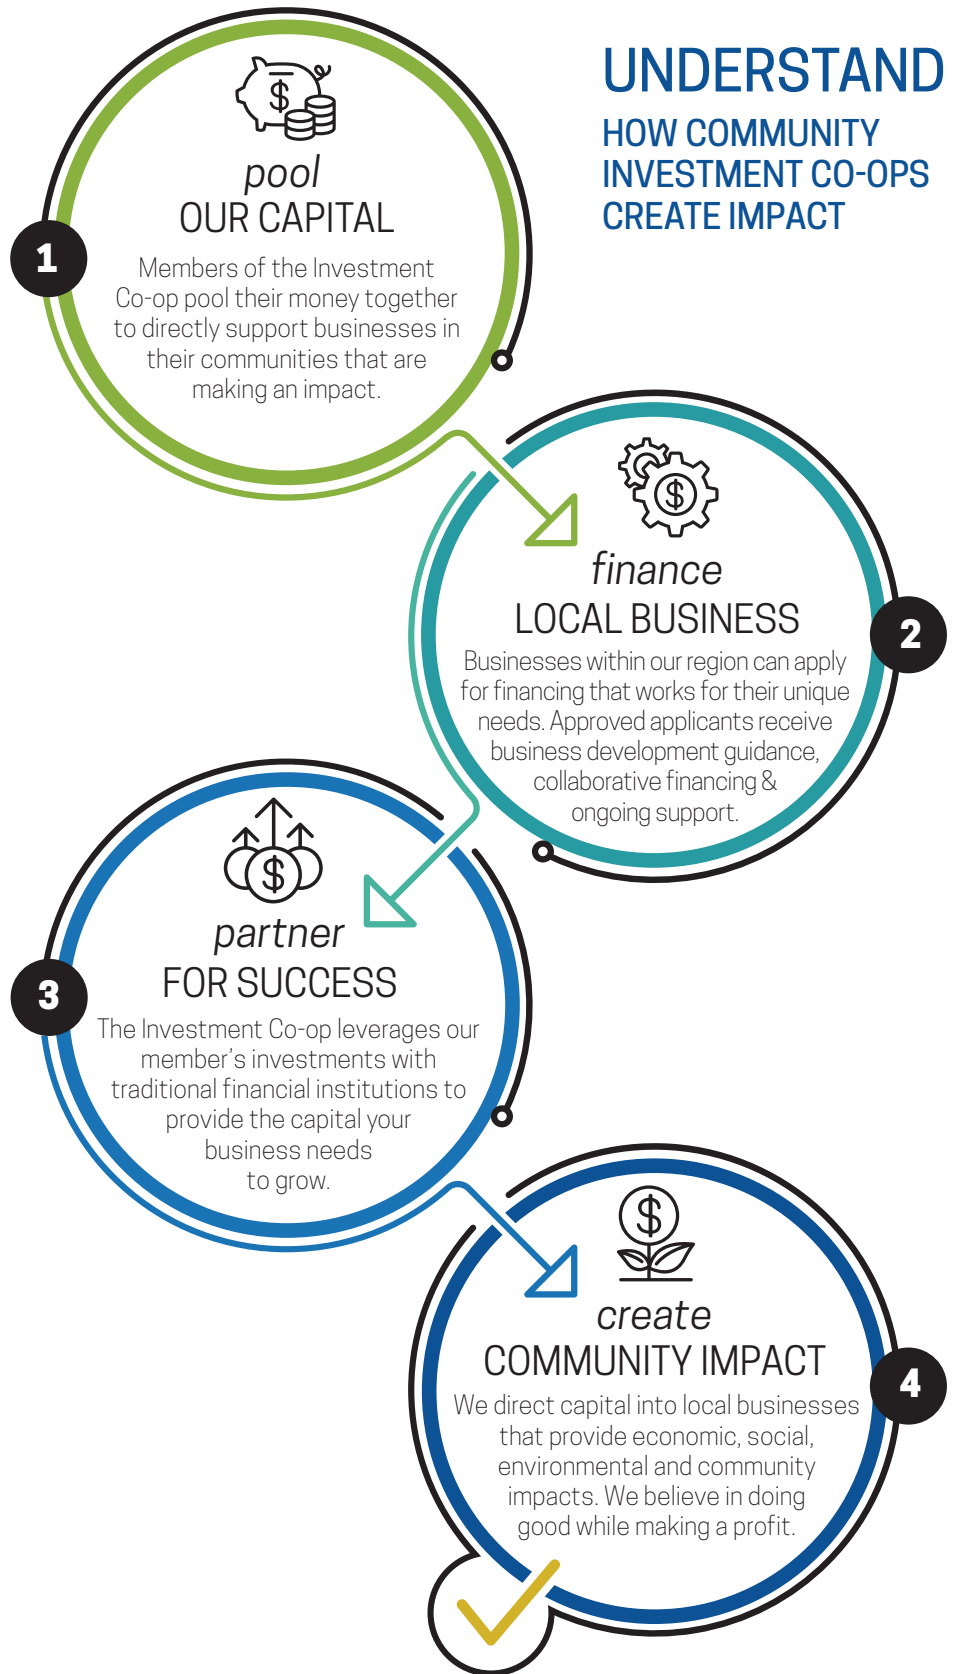 UNDERSTAND
HOW COMMUNITY
INVESTMENT CO-OPS
CREATE IMPACT
$
pool
OUR CAPITAL
1
Members of the Investment
Co-op pool their money together
to directly support businesses in
their communities that are
making an impact.
$
finance
LOCAL BUSINESS
2
Businesses within our region can apply
for financing that works for their unique
needs. Approved applicants receive
business development guidance,
collaborative financing &
ongoing support.
$
partner
FOR SUCCESS
3
The Investment Co-op leverages our
member's investments with
traditional financial institutions to
provide the capital your
business needs
to grow.
$
create
COMMUNITY IMPACT
4
We direct capital into local businesses
that provide economic, social,
environmental and community
impacts. We believe in doing
good while making a profit.